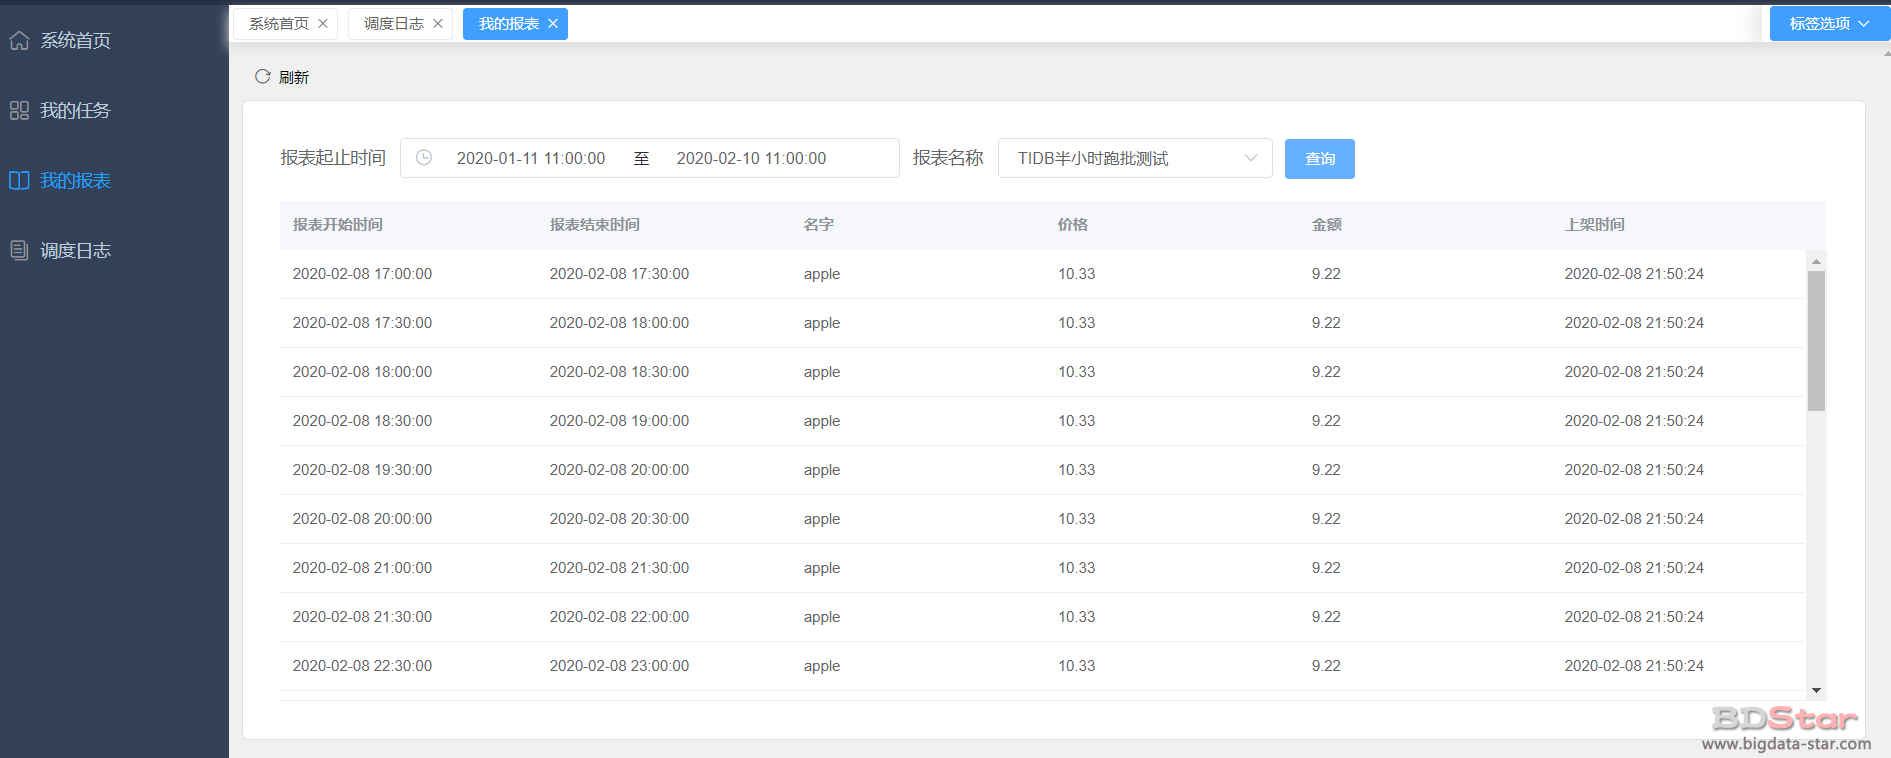 系统首页 调度日志 我的报表 标签选项
系统首页
我的任务
我的报表
调度日志
刷新
报表起止时间 2020-01-11 11:00:00 至 2020-02-10 11:00:00 报表名称 TIDB半小时跑批测试 查询
报表开始时间 报表结束时间 名字 价格 金额 上架时间
2020-02-08 17:00:00 2020-02-08 17:30:00 apple 10.33 9.22 2020-02-08 21:50:24
2020-02-08 17:30:00 2020-02-08 18:00:00 apple 10.33 9.22 2020-02-08 21:50:24
2020-02-08 18:00:00 2020-02-08 18:30:00 apple 10.33 9.22 2020-02-08 21:50:24
2020-02-08 18:30:00 2020-02-08 19:00:00 apple 10.33 9.22 2020-02-08 21:50:24
2020-02-08 19:30:00 2020-02-08 20:00:00 apple 10.33 9.22 2020-02-08 21:50:24
2020-02-08 20:00:00 2020-02-08 20:30:00 apple 10.33 9.22 2020-02-08 21:50:24
2020-02-08 21:00:00 2020-02-08 21:30:00 apple 10.33 9.22 2020-02-08 21:50:24
2020-02-08 21:30:00 2020-02-08 22:00:00 apple 10.33 9.22 2020-02-08 21:50:24
2020-02-08 22:30:00 2020-02-08 23:00:00 apple 10.33 9.22 2020-02-08 21:50:24
BDStar
www.bigdata-star.com